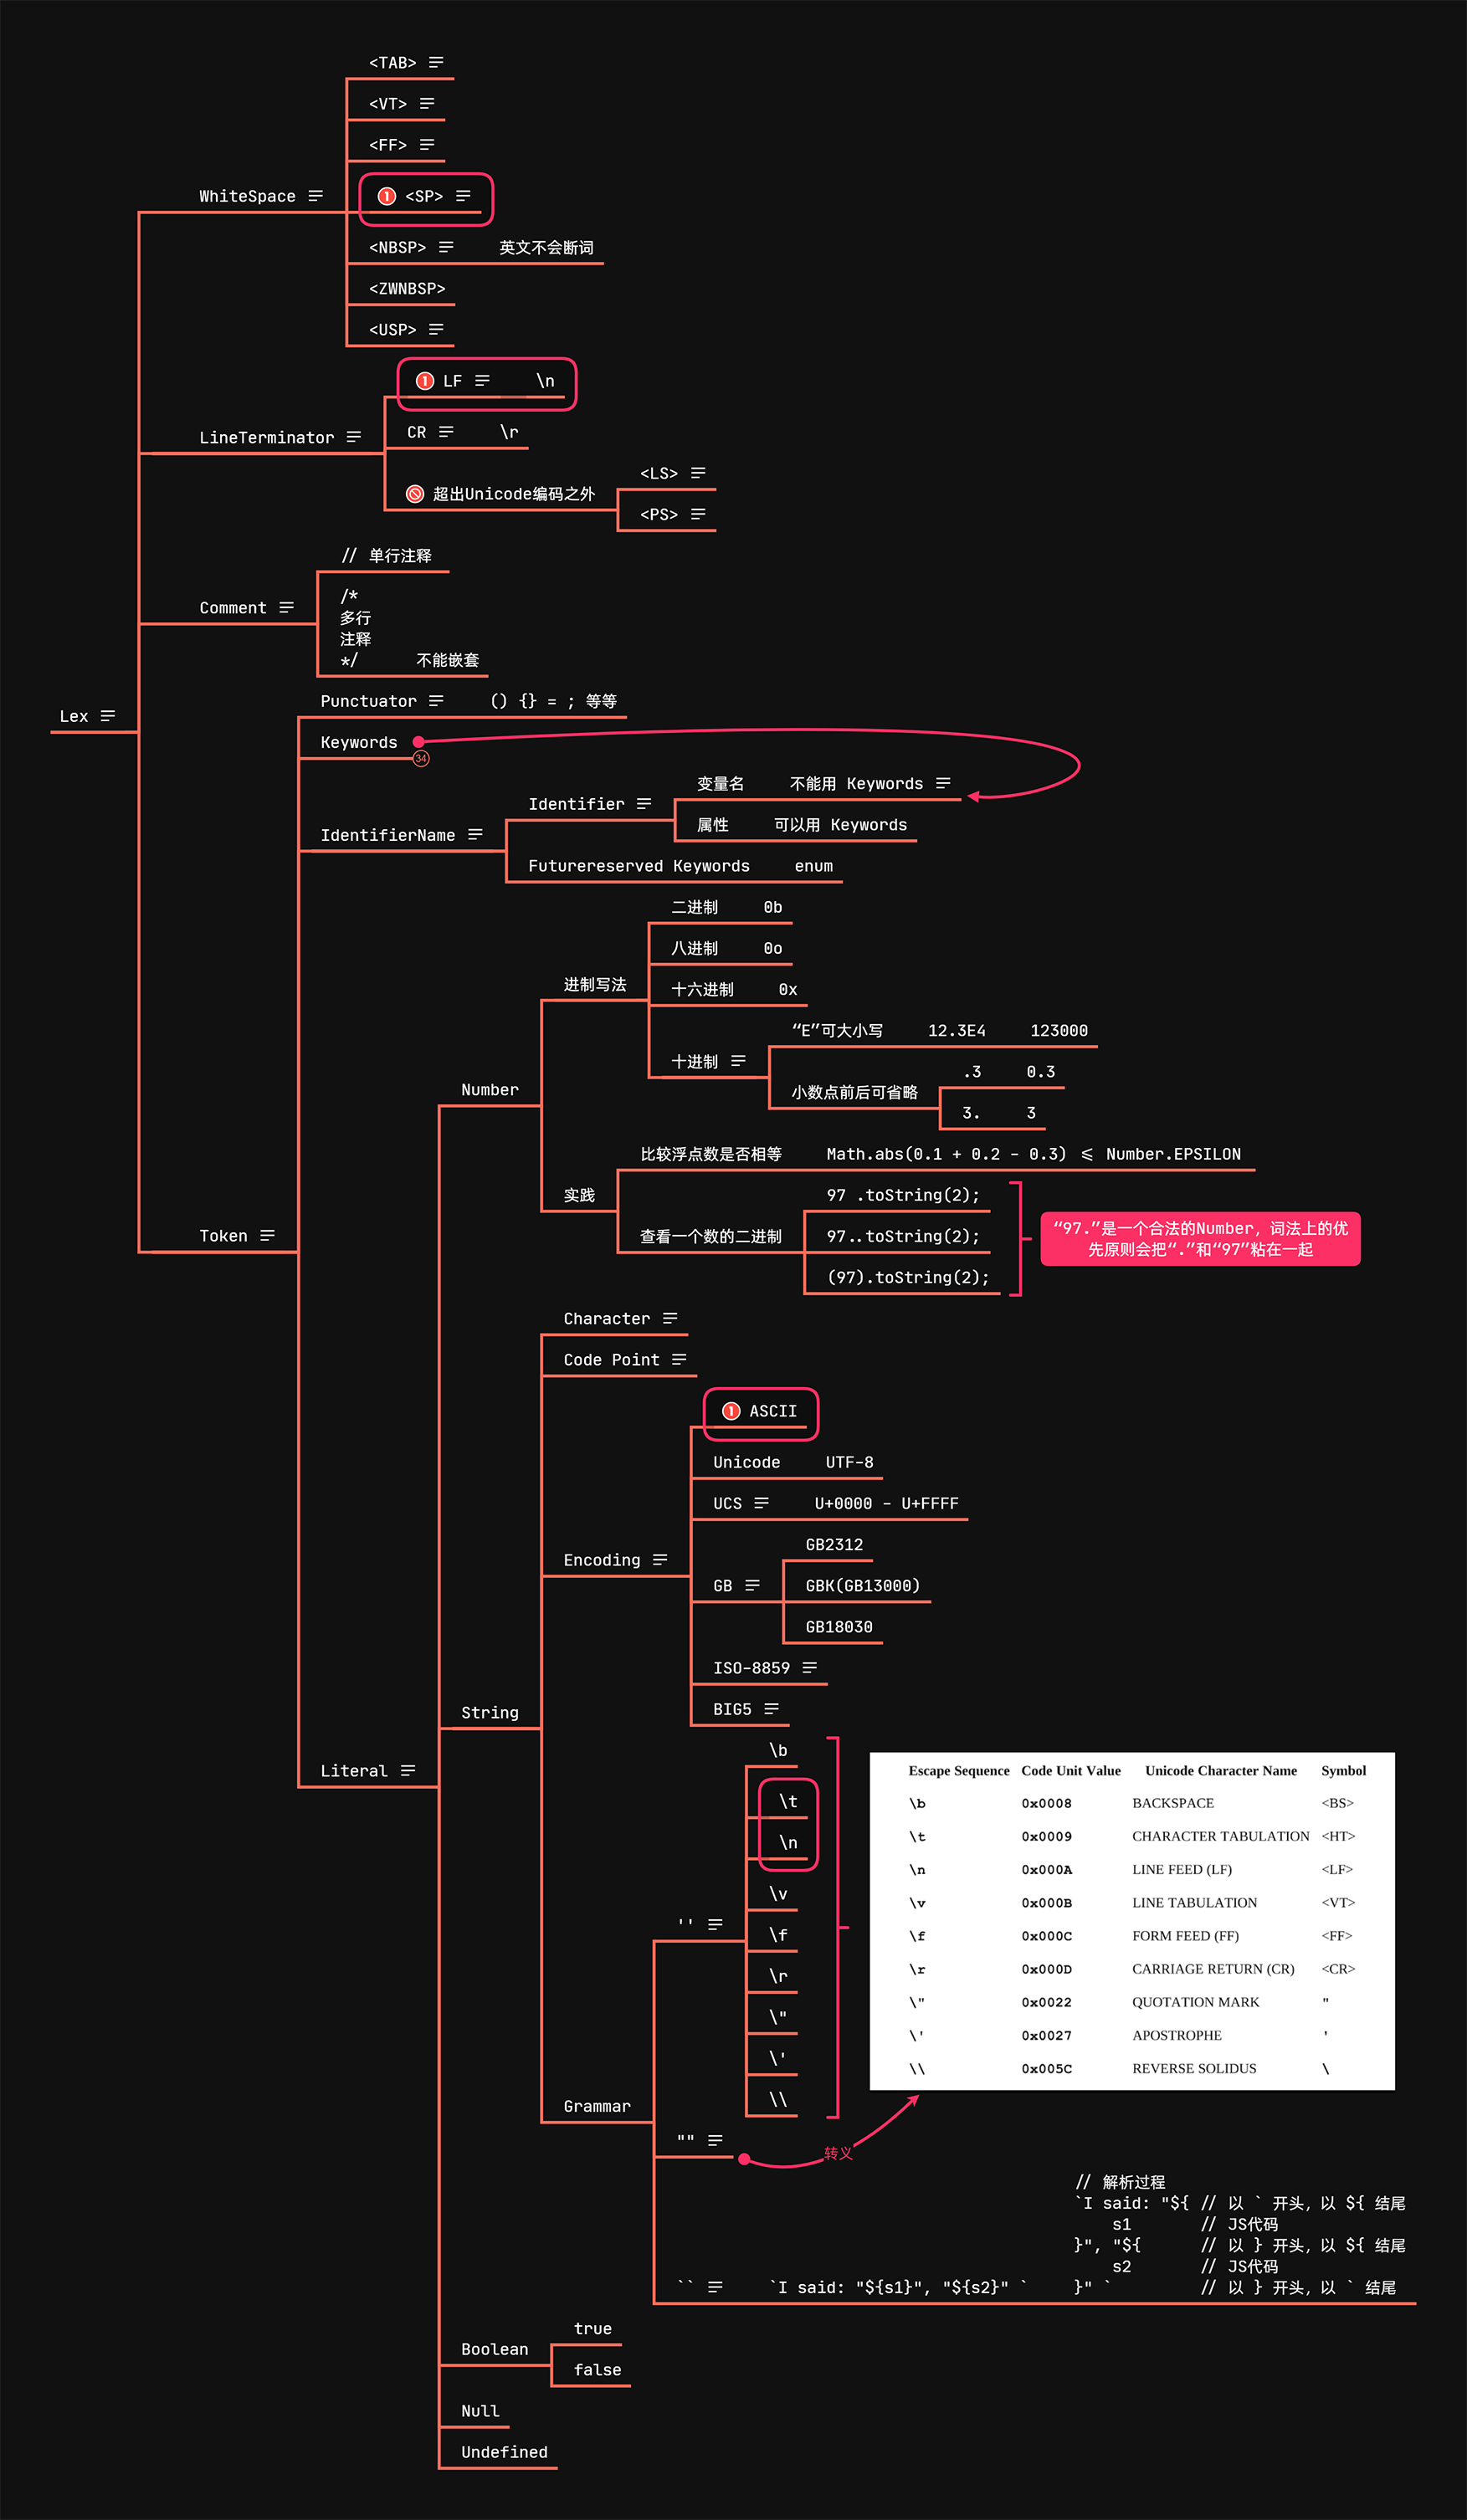 <TAB>
<VT>
<FF>
WhiteSpace
1 <SP>
<NBSP> 英文不会断词
<ZWNBSP>
<USP>
1 LF \n
LineTerminator
CR \r
超出Unicode编码之外
<LS>
<PS>
// 单行注释
Comment
/*
多行
注释
*/ 不能嵌套
Lex
Punctuator () {} = ; 等等
Keywords
34
IdentifierName
Identifier
变量名 不能用 Keywords
属性 可以用 Keywords
Futurereserved Keywords enum
Token
Literal
Number
进制写法
二进制 0b
八进制 0o
十六进制 0x
十进制
“E”可大小写 12.3E4 123000
小数点前后可省略
.3 0.3
3. 3
实践
比较浮点数是否相等 Math.abs(0.1 + 0.2 - 0.3) ≤ Number.EPSILON
查看一个数的二进制
97 .toString(2);
97..toString(2);
(97).toString(2);
“97.”是一个合法的Number，词法上的优
先原则会把“.”和“97”粘在一起
String
Character
Code Point
Encoding
1 ASCII
Unicode UTF-8
UCS U+0000 - U+FFFF
GB
GB2312
GBK(GB13000)
GB18030
ISO-8859
BIG5
Grammar
''
\b
\t
\n
\v
\f
\r
\"
\'
\\
Escape Sequence Code Unit Value Unicode Character Name Symbol
\b 0x0008 BACKSPACE <BS>
\t 0x0009 CHARACTER TABULATION <HT>
\n 0x000A LINE FEED (LF) <LF>
\v 0x000B LINE TABULATION <VT>
\f 0x000C FORM FEED (FF) <FF>
\r 0x000D CARRIAGE RETURN (CR) <CR>
\" 0x0022 QUOTATION MARK "
\' 0x0027 APOSTROPHE '
\\ 0x005C REVERSE SOLIDUS \
""
转义
`` `I said: "${s1}", "${s2}" `
// 解析过程
`I said: "${ // 以 ` 开头，以 ${ 结尾
s1 // JS代码
}", "${ // 以 } 开头，以 ${ 结尾
s2 // JS代码
}" ` // 以 } 开头，以 ` 结尾
Boolean
true
false
Null
Undefined